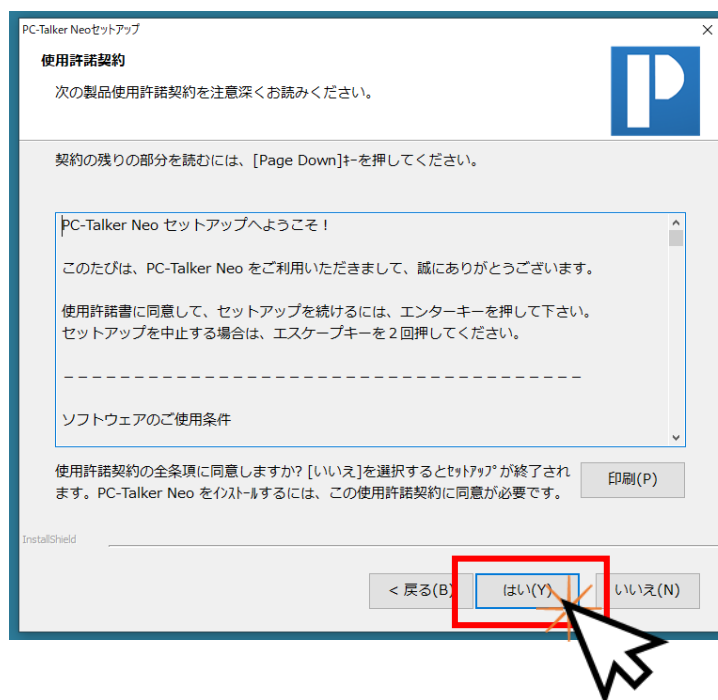 PC-Talker Neoセットアップ
使用許諾契約
次の製品使用許諾契約を注意深くお読みください。
契約の残りの部分を読むには、[Page Down]ｷｰを押してください。
PC-Talker Neo セットアップへようこそ！
このたびは、PC-Talker Neo をご利用いただきまして、誠にありがとうございます。
使用許諾書に同意して、セットアップを続けるには、エンターキーを押して下さい。
セットアップを中止する場合は、エスケープキーを２回押してください。
－－－－－－－－－－－－－－－－－－－－－－－－－－－－－－－－－－－－－
ソフトウェアのご使用条件
使用許諾契約の全条項に同意しますか? [いいえ]を選択するとｾｯﾄｱｯﾌﾟが終了され
ます。PC-Talker Neo をｲﾝｽﾄｰﾙするには、この使用許諾契約に同意が必要です。
印刷(P)
InstallShield
< 戻る(B)
はい(Y)
いいえ(N)